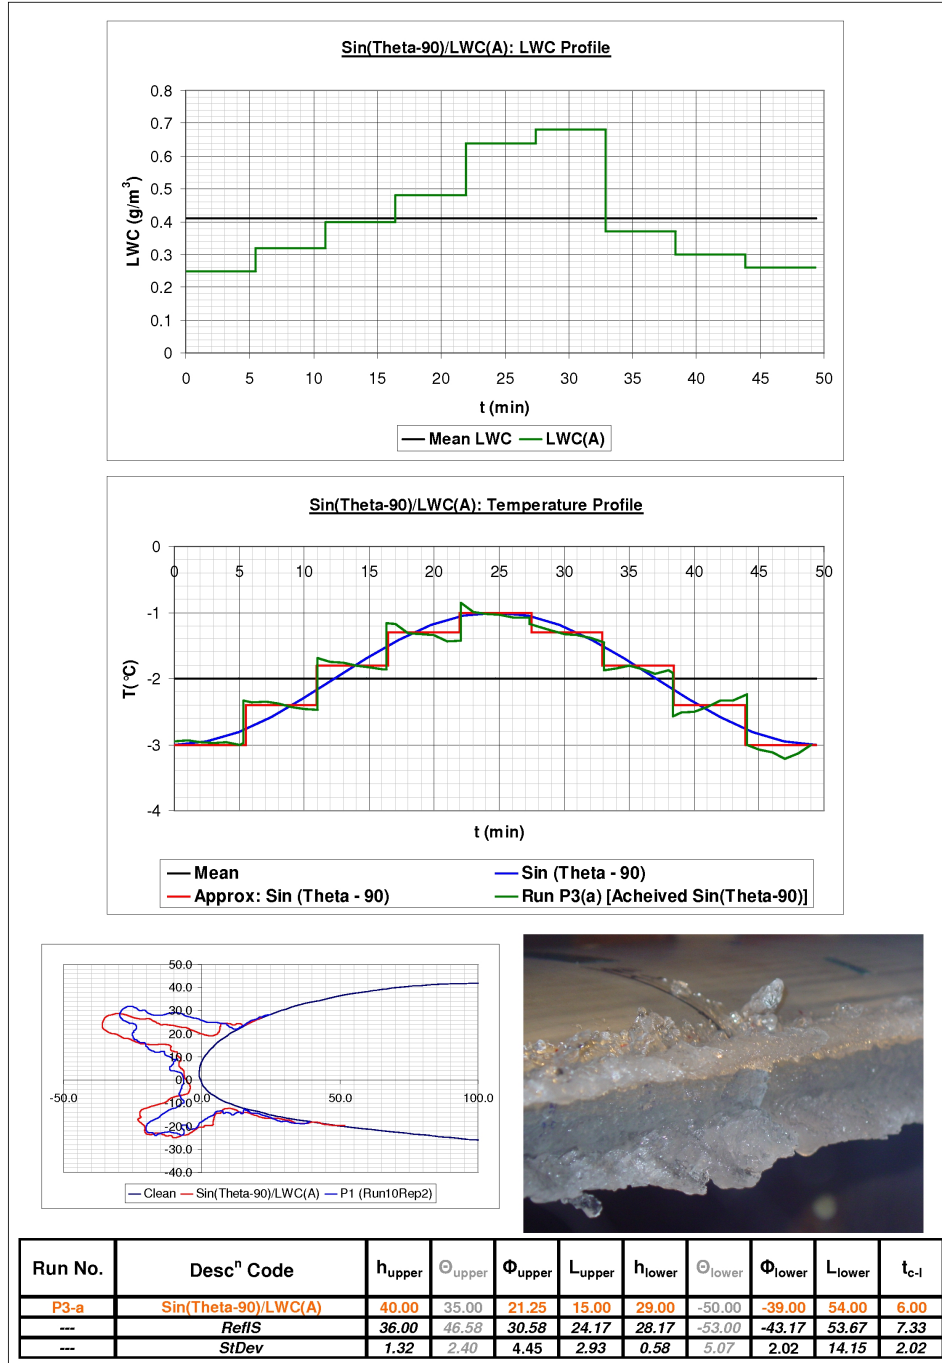 Sin(Theta-90)/LWC(A): LWC Profile
0.8
0.7
0.6
0.5
0.4
0.3
0.2
0.1
0
LWC (g/m³)
0 5 10 15 20 25 30 35 40 45 50
t (min)
Mean LWC LWC(A)
Sin(Theta-90)/LWC(A): Temperature Profile
0
-1
-2
-3
-4
T(°C)
0 5 10 15 20 25 30 35 40 45 50
t (min)
Mean Sin (Theta - 90)
Approx: Sin (Theta - 90) Run P3(a) [Acheived Sin(Theta-90)]
50.0
40.0
30.0
20.0
10.0
0.0
-10.0
-20.0
-30.0
-40.0
-50.0 0.0 50.0 100.0
Clean Sin(Theta-90)/LWC(A) P1 (Run10Rep2)
Run No. Descⁿ Code h_upper Θ_upper Φ_upper L_upper h_lower Θ_lower Φ_lower L_lower t_c-l
P3-a Sin(Theta-90)/LWC(A) 40.00 35.00 21.25 15.00 29.00 -50.00 -39.00 54.00 6.00
--- RefIS 36.00 46.58 30.58 24.17 28.17 -53.00 -43.17 53.67 7.33
--- StDev 1.32 2.40 4.45 2.93 0.58 5.07 2.02 14.15 2.02